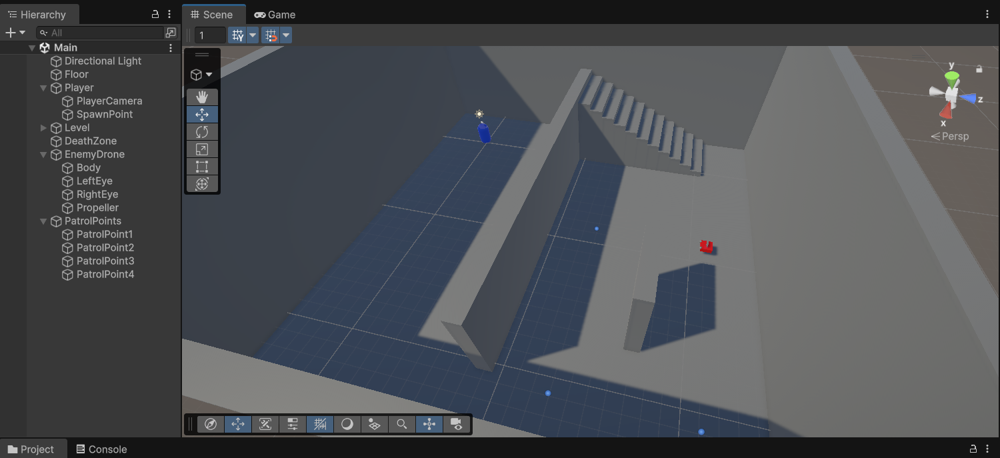 Hierarchy
Scene
Game
All
1
Main
Directional Light
Floor
Player
PlayerCamera
SpawnPoint
Level
DeathZone
EnemyDrone
Body
LeftEye
RightEye
Propeller
PatrolPoints
PatrolPoint1
PatrolPoint2
PatrolPoint3
PatrolPoint4
y
z
x
Persp
Project
Console